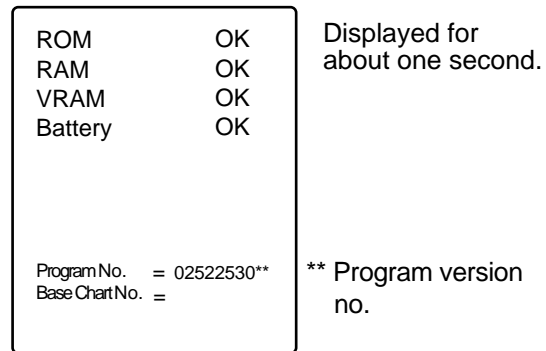 ROM OK
RAM OK
VRAM OK
Battery OK
Program No. = 02522530**
Base Chart No. =
Displayed for
about one second.
** Program version
no.